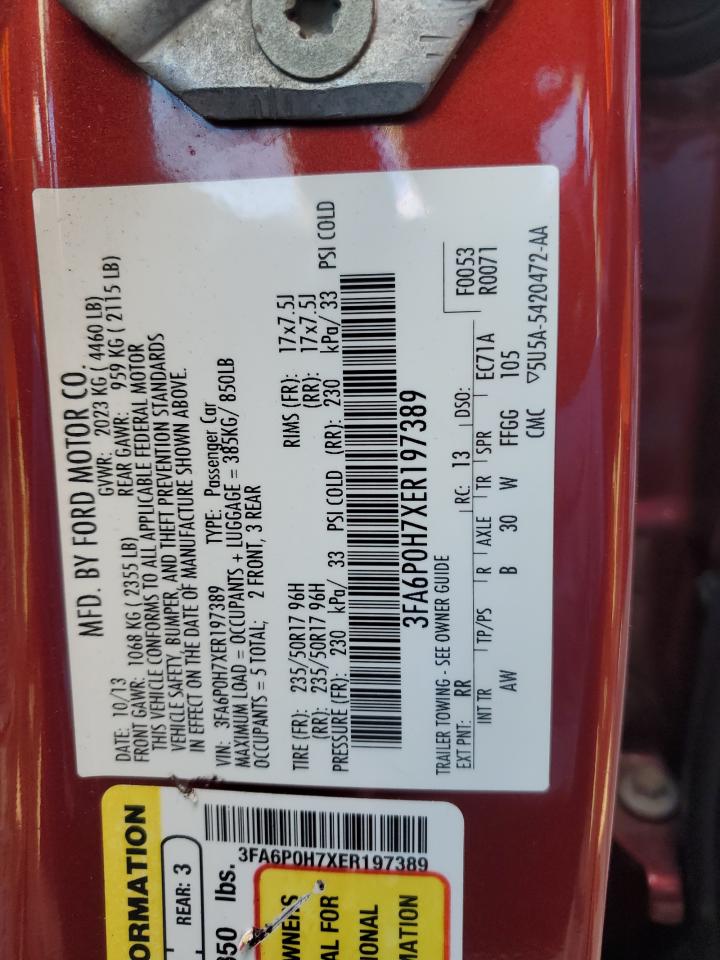 MFD. BY FORD MOTOR CO.
DATE: 10/13 GVWR: 2023 KG ( 4460 LB)
FRONT GAWR: 1068 KG ( 2355 LB) REAR GAWR: 959 KG ( 2115 LB)
THIS VEHICLE CONFORMS TO ALL APPLICABLE FEDERAL MOTOR
VEHICLE SAFETY, BUMPER, AND THEFT PREVENTION STANDARDS
IN EFFECT ON THE DATE OF MANUFACTURE SHOWN ABOVE.
VIN: 3FA6P0H7XER197389 TYPE: Passenger Car
MAXIMUM LOAD = OCCUPANTS + LUGGAGE = 385KG/ 850LB
OCCUPANTS = 5 TOTAL; 2 FRONT, 3 REAR
TIRE (FR): 235/50R17 96H RIMS (FR): 17x7.5J
(RR): 235/50R17 96H (RR): 17x7.5J
PRESSURE (FR): 230 kPa/ 33 PSI COLD (RR): 230 kPa/ 33 PSI COLD
3FA6P0H7XER197389
TRAILER TOWING - SEE OWNER GUIDE
F0053
EXT PNT: RR RC: 13 DSO: R0071
INT TR TP/PS R AXLE TR SPR EC71A
AW B 30 W FFGG 105
CMC ▽5U5A-5420472-AA
ORMATION
REAR: 3
850 lbs.
3FA6P0H7XER197389
OWNERS
AL FOR
IONAL
MATION